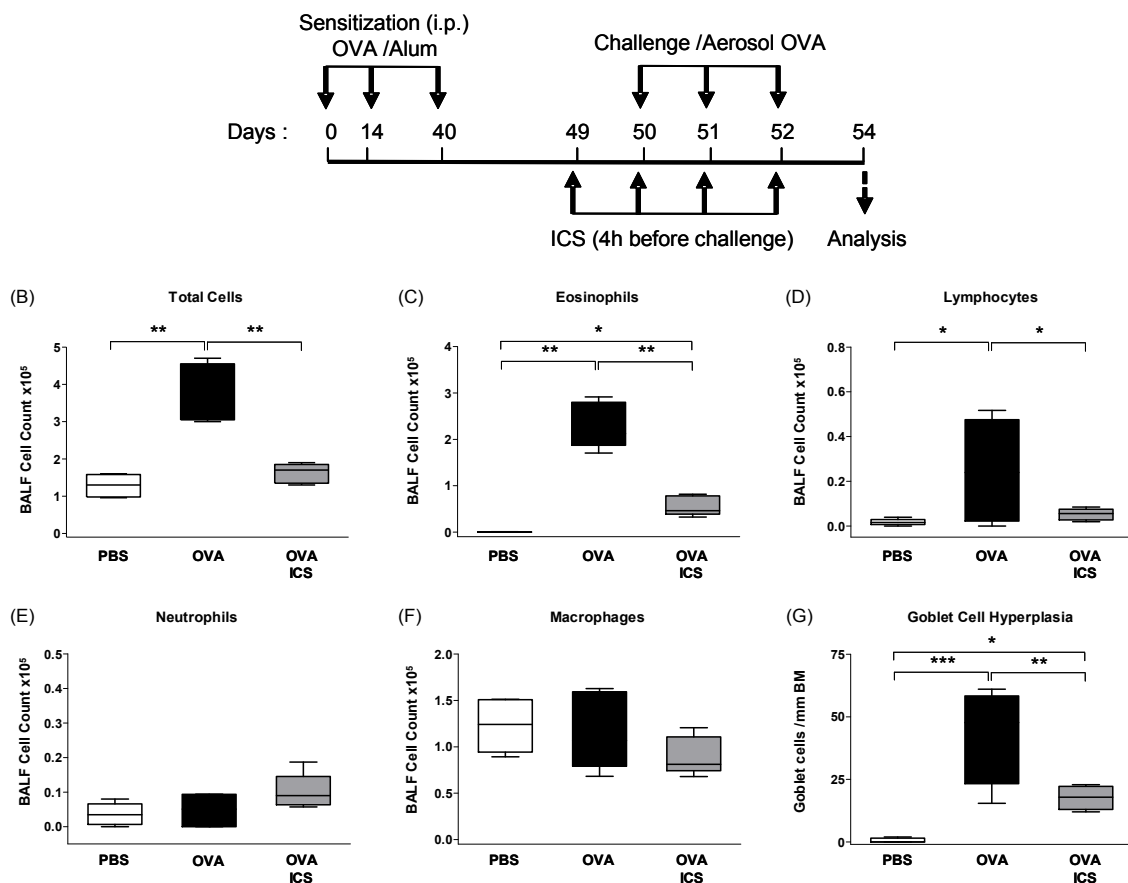 Sensitization (i.p.)
OVA /Alum
Challenge /Aerosol OVA
Days : 0 14 40 49 50 51 52 54
ICS (4h before challenge) Analysis
(B) Total Cells
** **
BALF Cell Count x10⁵
5
4
3
2
1
0
PBS OVA OVA
ICS
(C) Eosinophils
*
** **
BALF Cell Count x10⁵
4
3
2
1
0
PBS OVA OVA
ICS
(D) Lymphocytes
* *
BALF Cell Count x10⁵
0.8
0.6
0.4
0.2
0.0
PBS OVA OVA
ICS
(E) Neutrophils
BALF Cell Count x10⁵
0.5
0.4
0.3
0.2
0.1
0.0
PBS OVA OVA
ICS
(F) Macrophages
BALF Cell Count x10⁵
2.0
1.5
1.0
0.5
0.0
PBS OVA OVA
ICS
(G) Goblet Cell Hyperplasia
*
*** **
Goblet cells /mm BM
75
50
25
0
PBS OVA OVA
ICS